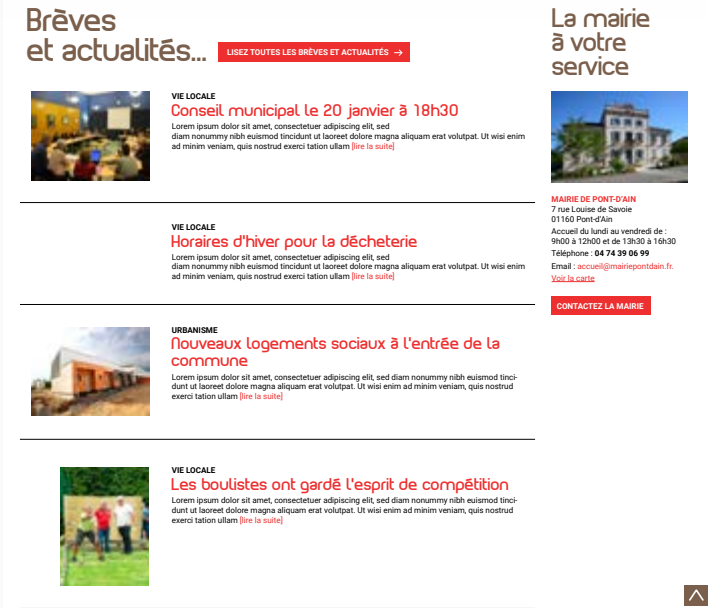 Brèves
et actualités...
LISEZ TOUTES LES BRÈVES ET ACTUALITÉS →
VIE LOCALE
Conseil municipal le 20 janvier à 18h30
Lorem ipsum dolor sit amet, consectetuer adipiscing elit, sed
diam nonummy nibh euismod tincidunt ut laoreet dolore magna aliquam erat volutpat. Ut wisi enim
ad minim veniam, quis nostrud exerci tation ullam [lire la suite]
VIE LOCALE
Horaires d'hiver pour la décheterie
Lorem ipsum dolor sit amet, consectetuer adipiscing elit, sed
diam nonummy nibh euismod tincidunt ut laoreet dolore magna aliquam erat volutpat. Ut wisi enim
ad minim veniam, quis nostrud exerci tation ullam [lire la suite]
URBANISME
Nouveaux logements sociaux à l'entrée de la
commune
Lorem ipsum dolor sit amet, consectetuer adipiscing elit, sed diam nonummy nibh euismod tinci-
dunt ut laoreet dolore magna aliquam erat volutpat. Ut wisi enim ad minim veniam, quis nostrud
exerci tation ullam [lire la suite]
VIE LOCALE
Les boulistes ont gardé l'esprit de compétition
Lorem ipsum dolor sit amet, consectetuer adipiscing elit, sed diam nonummy nibh euismod tinci-
dunt ut laoreet dolore magna aliquam erat volutpat. Ut wisi enim ad minim veniam, quis nostrud
exerci tation ullam [lire la suite]
La mairie
à votre
service
MAIRIE DE PONT-D'AIN
7 rue Louise de Savoie
01160 Pont-d'Ain
Accueil du lundi au vendredi de :
9h00 à 12h00 et de 13h30 à 16h30
Téléphone : 04 74 39 06 99
Email : accueil@mairiepontdain.fr.
Voir la carte
CONTACTEZ LA MAIRIE